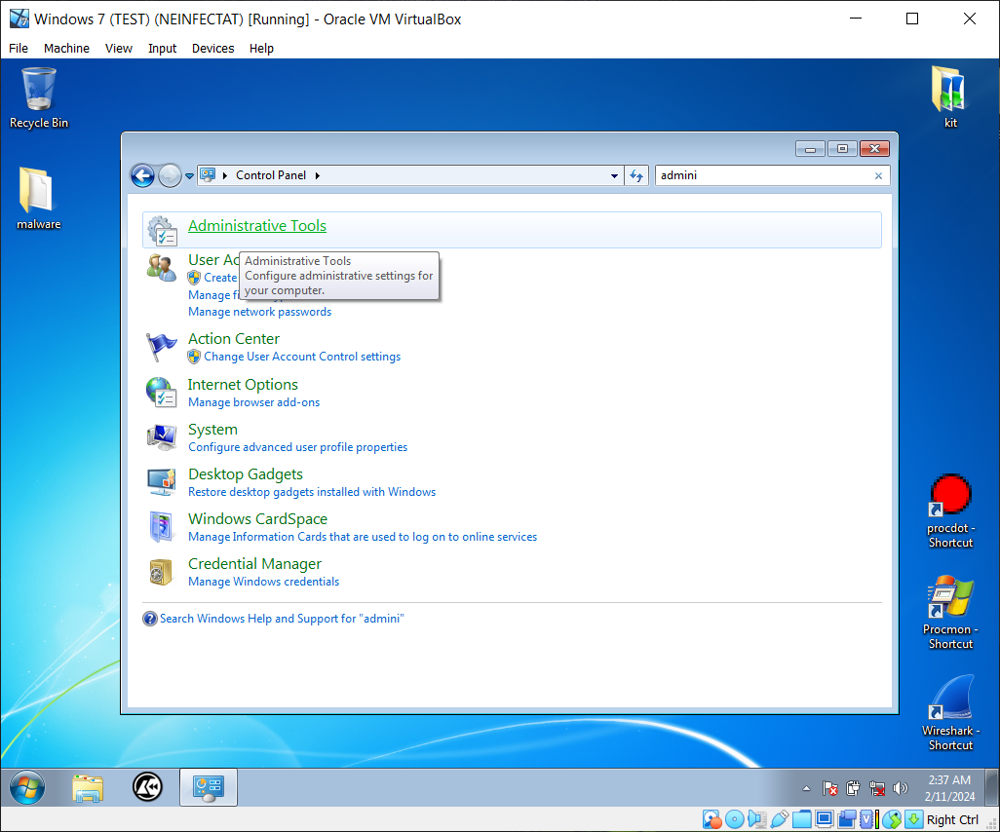 Windows 7 (TEST) (NEINFECTAT) [Running] - Oracle VM VirtualBox
File Machine View Input Devices Help
Recycle Bin
kit
malware
Control Panel
admini
Administrative Tools
User Ac
Administrative Tools
Configure administrative settings for
your computer.
Create
Manage fi
Manage network passwords
Action Center
Change User Account Control settings
Internet Options
Manage browser add-ons
System
Configure advanced user profile properties
Desktop Gadgets
Restore desktop gadgets installed with Windows
Windows CardSpace
Manage Information Cards that are used to log on to online services
Credential Manager
Manage Windows credentials
Search Windows Help and Support for "admini"
procdot -
Shortcut
Procmon -
Shortcut
Wireshark -
Shortcut
2:37 AM
2/11/2024
Right Ctrl